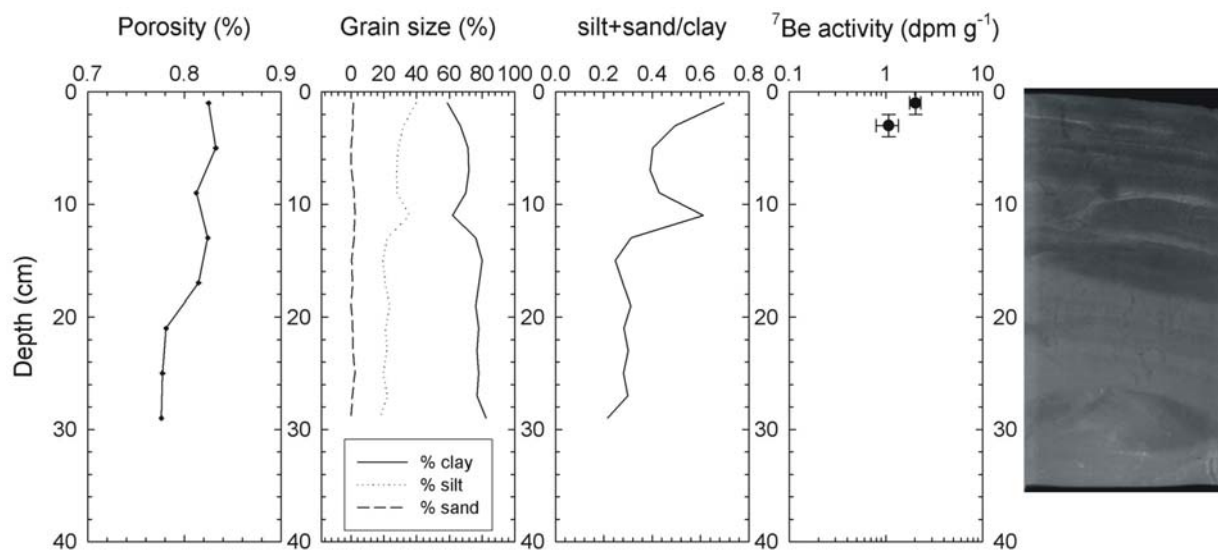 Porosity (%) Grain size (%) silt+sand/clay ⁷Be activity (dpm g⁻¹)
0.7 0.8 0.9 0 20 40 60 80 100 0.0 0.2 0.4 0.6 0.8 0.1 1 10
0 0 0 0 0
10 10 10 10 10
20 20 20 20 20
30 30 30 30 30
40 40 40 40 40
Depth (cm)
% clay
% silt
% sand